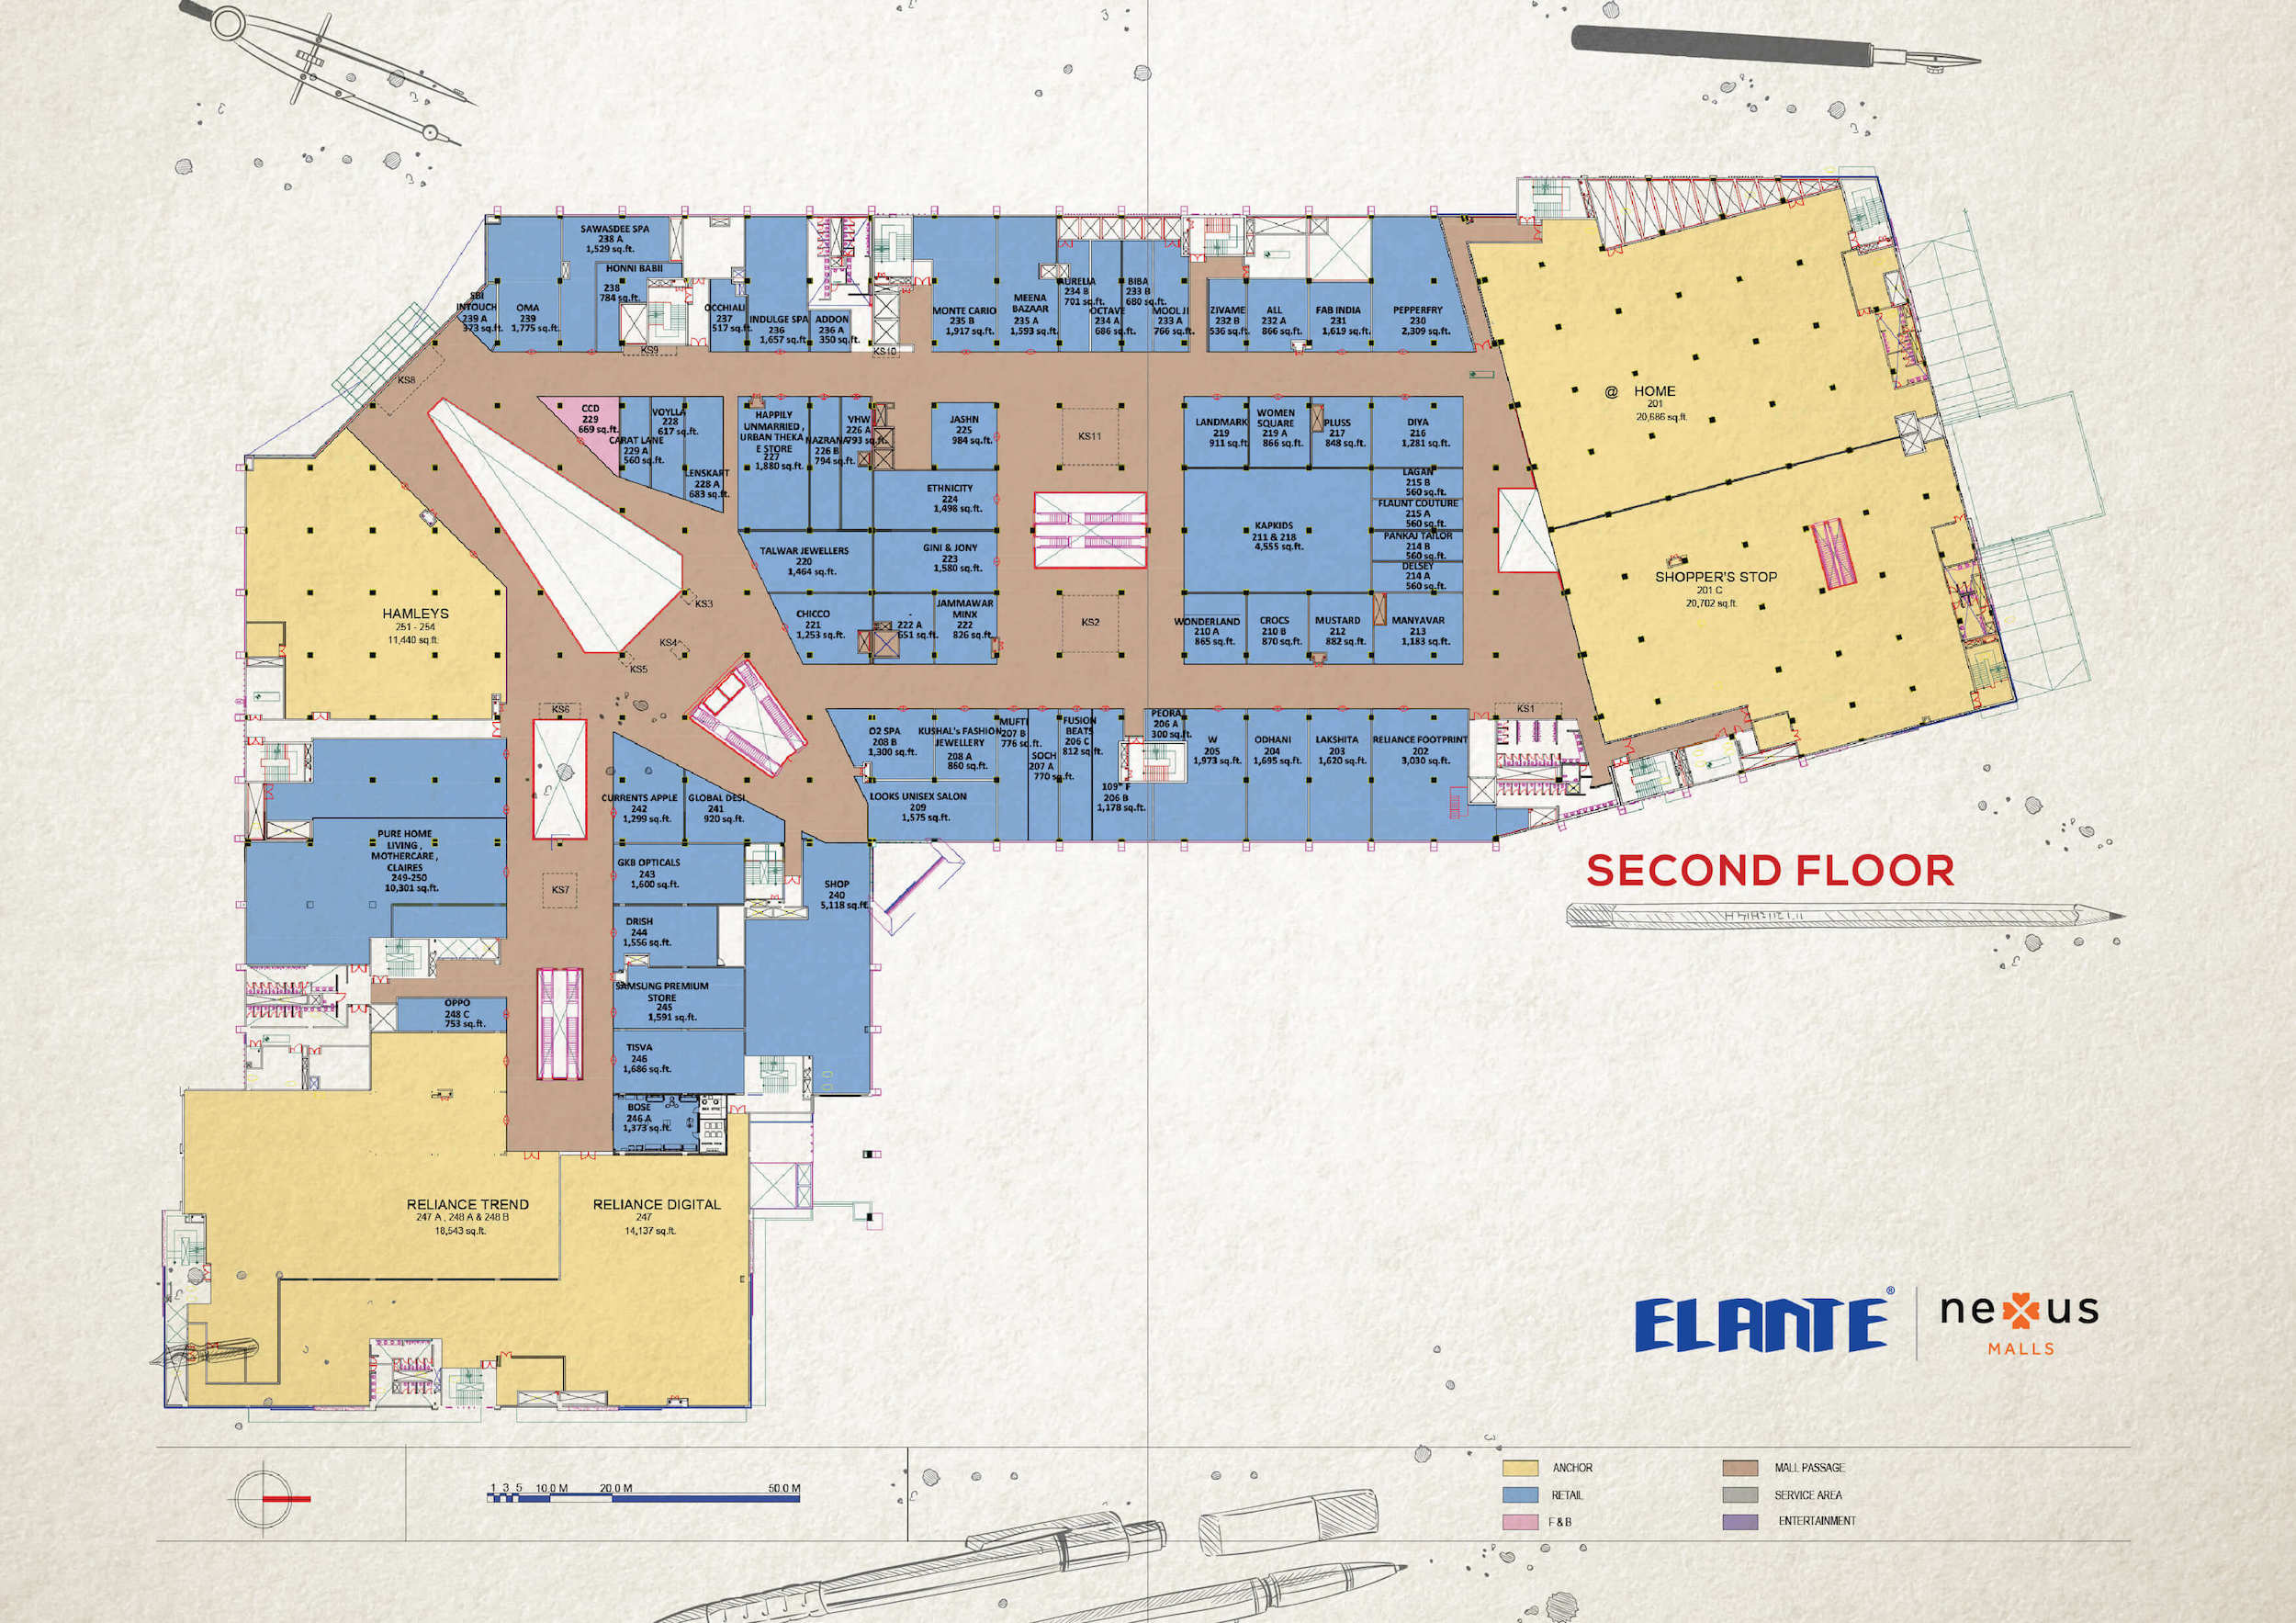 SAWASDEE SPA
238 A
1,529 sq.ft.
HONNI BABII
238
784 sq.ft.
SBI
INTOUCH
239 A
373 sq.ft.
OMA
239
1,775 sq.ft.
OCCHIALI
237
517 sq.ft.
INDULGE SPA
236
1,657 sq.ft.
ADDON
236 A
350 sq.ft.
MONTE CARIO
235 B
1,917 sq.ft.
MEENA
BAZAAR
235 A
1,593 sq.ft.
AURELIA
234 B
701 sq.ft.
OCTAVE
234 A
686 sq.ft.
BIBA
233 B
680 sq.ft.
MOOL JI
233 A
766 sq.ft.
ZIVAME
232 B
536 sq.ft.
ALL
232 A
866 sq.ft.
FAB INDIA
231
1,619 sq.ft.
PEPPERFRY
230
2,309 sq.ft.
KS8
KS9
KS10
@ HOME
201
20,686 sq.ft.
CCD
229
669 sq.ft.
CARAT LANE
229 A
560 sq.ft.
VOYLLA
228
617 sq.ft.
LENSKART
228 A
683 sq.ft.
HAPPILY
UNMARRIED ,
URBAN THEKA
E STORE
227
1,880 sq.ft.
NAZRANA
226 B
794 sq.ft.
VHW
226 A
793 sq.ft.
JASHN
225
984 sq.ft.
KS11
LANDMARK
219
911 sq.ft.
WOMEN
SQUARE
219 A
866 sq.ft.
PLUSS
217
848 sq.ft.
DIYA
216
1,281 sq.ft.
ETHNICITY
224
1,498 sq.ft.
LAGAN
215 B
560 sq.ft.
FLAUNT COUTURE
215 A
560 sq.ft.
KAPKIDS
211 & 218
4,555 sq.ft.
PANKAJ TAILOR
214 B
560 sq.ft.
DELSEY
214 A
560 sq.ft.
TALWAR JEWELLERS
220
1,464 sq.ft.
GINI & JONY
223
1,580 sq.ft.
SHOPPER'S STOP
201 C
20,702 sq.ft.
HAMLEYS
251 - 254
11,440 sq.ft.
KS3
KS4
KS5
CHICCO
221
1,253 sq.ft.
222 A
651 sq.ft.
JAMMAWAR
MINX
222
826 sq.ft.
KS2
WONDERLAND
210 A
865 sq.ft.
CROCS
210 B
870 sq.ft.
MUSTARD
212
882 sq.ft.
MANYAVAR
213
1,183 sq.ft.
KS6
KS1
O2 SPA
208 B
1,300 sq.ft.
KUSHAL's FASHION
JEWELLERY
208 A
860 sq.ft.
MUFTI
207 B
776 sq.ft.
SOCH
207 A
770 sq.ft.
FUSION
BEATS
206 C
812 sq.ft.
PEORA
206 A
300 sq.ft.
109° F
206 B
1,178 sq.ft.
W
205
1,973 sq.ft.
ODHANI
204
1,695 sq.ft.
LAKSHITA
203
1,620 sq.ft.
RELIANCE FOOTPRINT
202
3,030 sq.ft.
CURRENTS APPLE
242
1,299 sq.ft.
GLOBAL DESI
241
920 sq.ft.
LOOKS UNISEX SALON
209
1,575 sq.ft.
PURE HOME
LIVING ,
MOTHERCARE ,
CLAIRES
249-250
10,301 sq.ft.
KS7
GKB OPTICALS
243
1,600 sq.ft.
SHOP
240
5,118 sq.ft.
SECOND FLOOR
DRISH
244
1,556 sq.ft.
SAMSUNG PREMIUM
STORE
245
1,591 sq.ft.
OPPO
248 C
753 sq.ft.
TISVA
246
1,686 sq.ft.
BOSE
246 A
1,373 sq.ft.
RELIANCE TREND
247 A , 248 A & 248 B
18,543 sq.ft.
RELIANCE DIGITAL
247
14,137 sq.ft.
ELANTE®
nexus
MALLS
1 3 5 10.0 M 20.0 M 50.0 M
ANCHOR
RETAIL
F & B
MALL PASSAGE
SERVICE AREA
ENTERTAINMENT